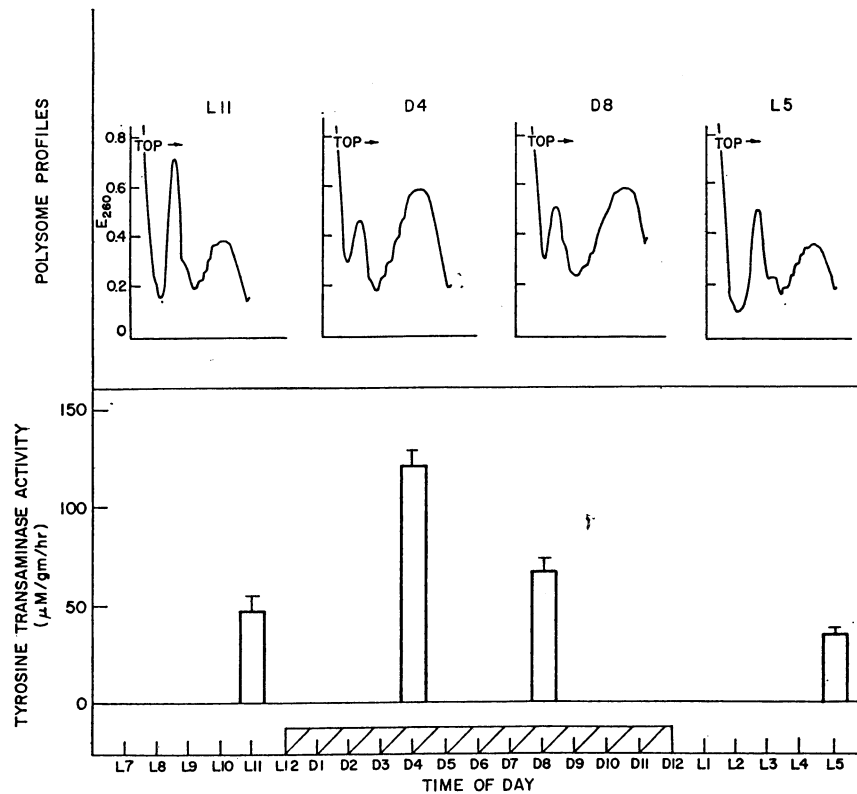 L11 D4 D8 L5
POLYSOME PROFILES
E260
0.8
0.6
0.4
0.2
0
TOP →
TOP →
TOP →
TOP →
TYROSINE TRANSAMINASE ACTIVITY
(μM/gm/hr)
150
100
50
0
L7 L8 L9 L10 L11 L12 D1 D2 D3 D4 D5 D6 D7 D8 D9 D10 D11 D12 L1 L2 L3 L4 L5
TIME OF DAY